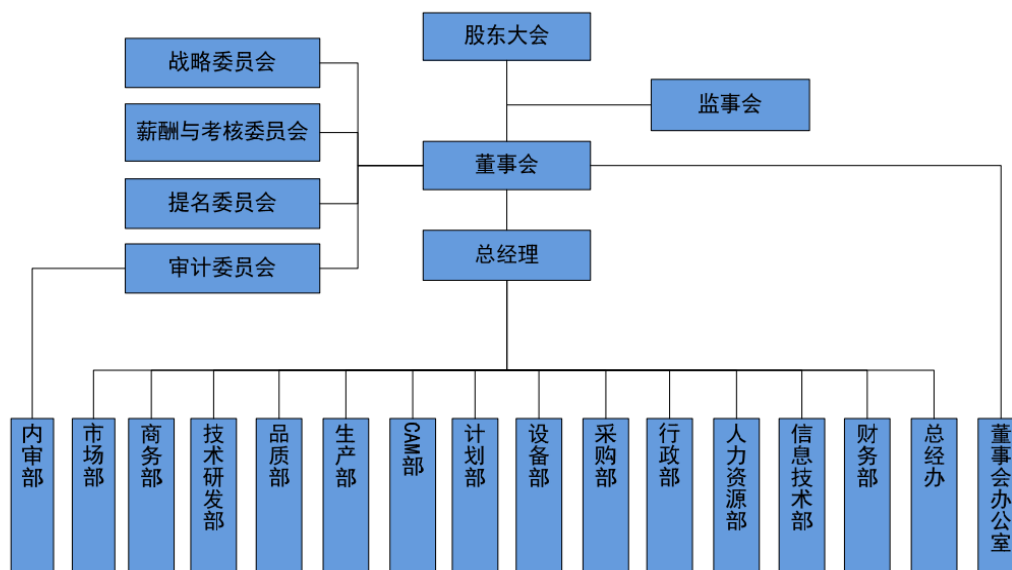 股东大会
战略委员会
监事会
薪酬与考核委员会
董事会
提名委员会
总经理
审计委员会
内审部
市场部
商务部
技术研发部
品质部
生产部
CAM部
计划部
设备部
采购部
行政部
人力资源部
信息技术部
财务部
总经办
董事会办公室